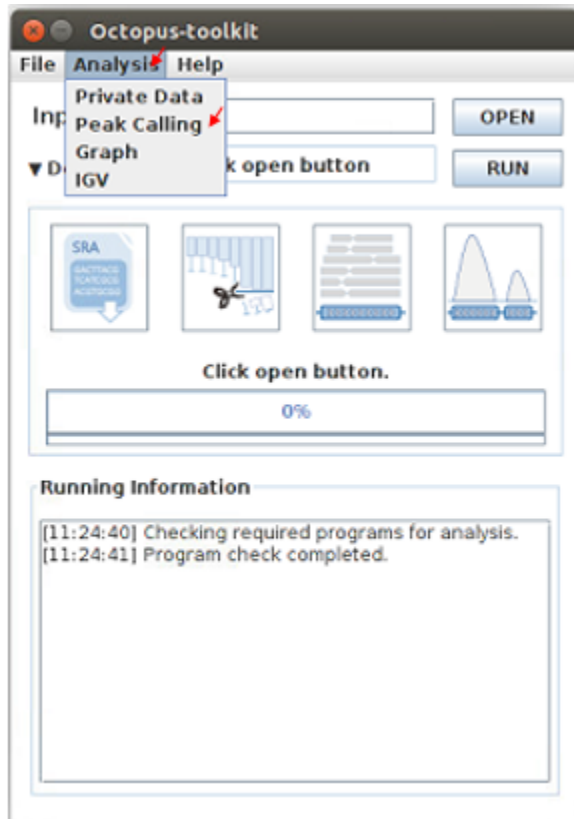 Octopus-toolkit
File Analysis Help
Private Data
Inp
Peak Calling
OPEN
Graph
k open button
RUN
IGV
SRA
Click open button.
0%
Running Information
[11:24:40] Checking required programs for analysis.
[11:24:41] Program check completed.